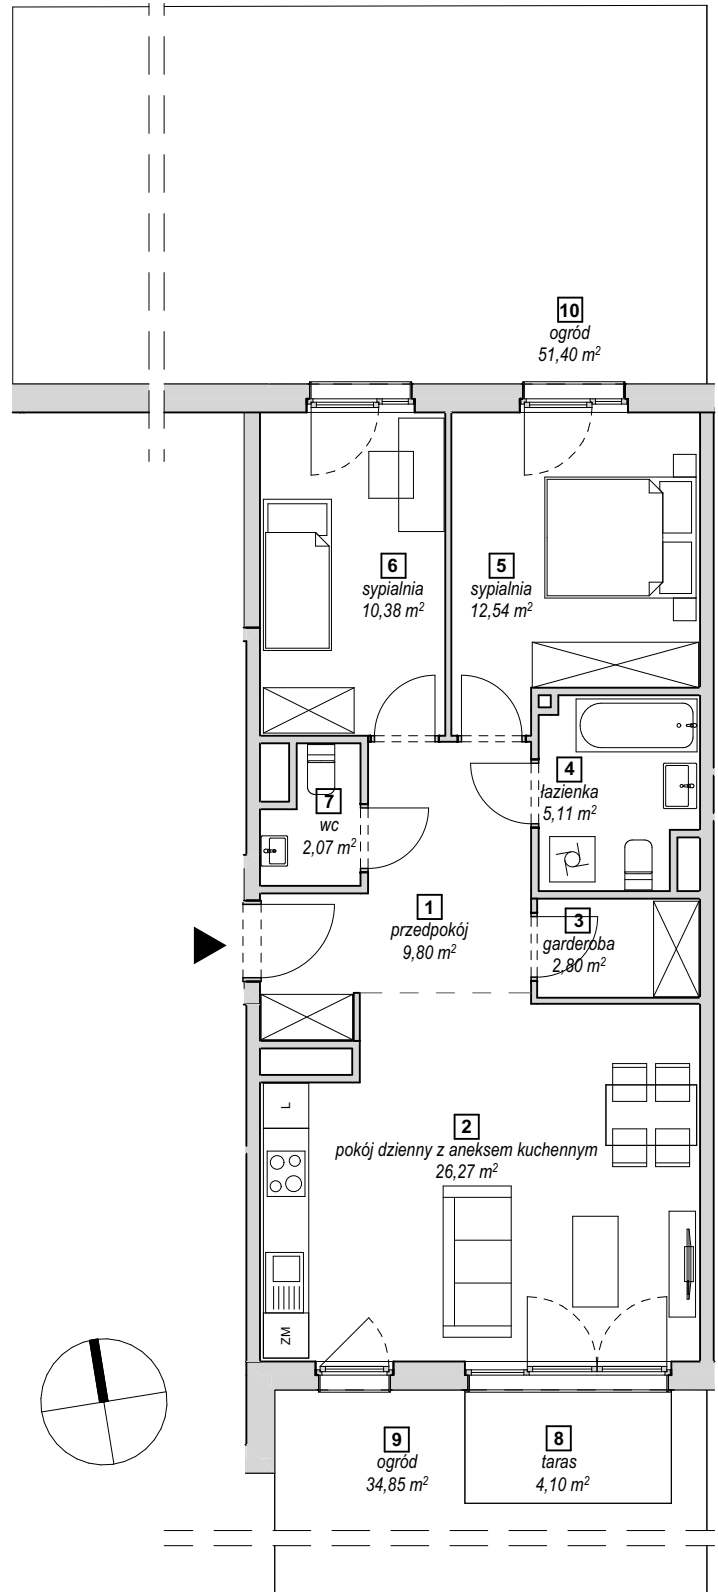 10
ogród
51,40 m²
6
sypialnia
10,38 m²
5
sypialnia
12,54 m²
4
łazienka
5,11 m²
7
wc
2,07 m²
1
przedpokój
9,80 m²
3
garderoba
2,80 m²
L
2
pokój dzienny z aneksem kuchennym
26,27 m²
ZM
9
ogród
34,85 m²
8
taras
4,10 m²